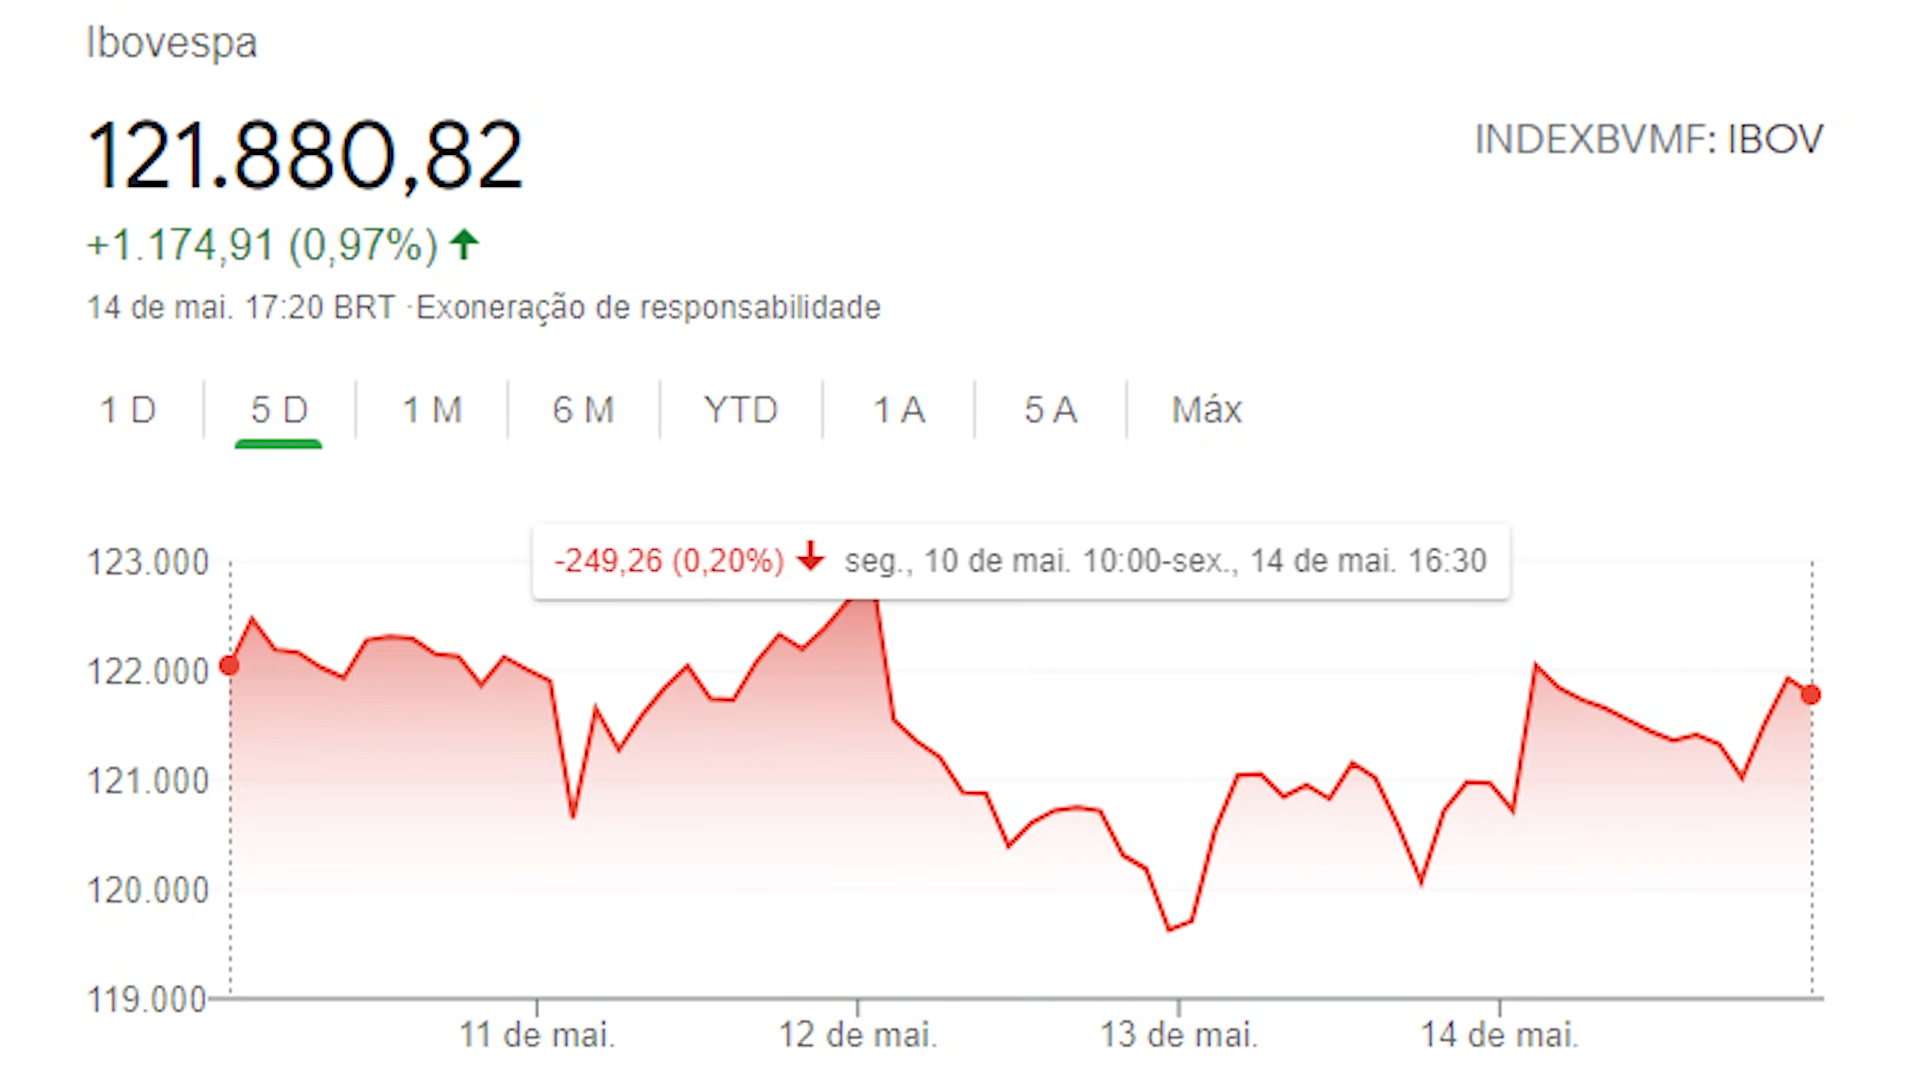 Ibovespa
121.880,82
INDEXBVMF: IBOV
+1.174,91 (0,97%)
14 de mai. 17:20 BRT ·Exoneração de responsabilidade
1 D 5 D 1 M 6 M YTD 1 A 5 A Máx
-249,26 (0,20%) seg., 10 de mai. 10:00-sex., 14 de mai. 16:30
123.000
122.000
121.000
120.000
119.000
11 de mai. 12 de mai. 13 de mai. 14 de mai.